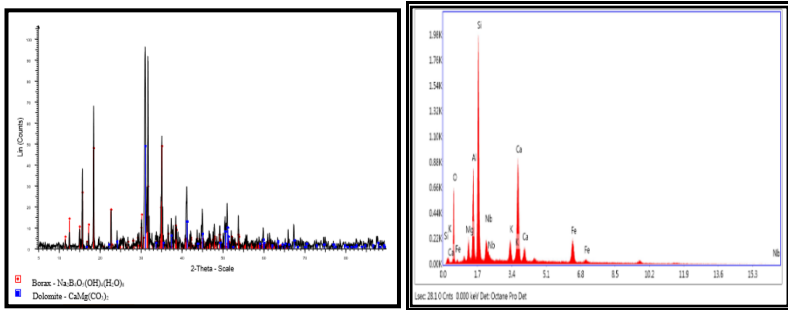 Lin (Counts)
2-Theta - Scale
Borax - Na₂B₄O₅(OH)₄(H₂O)₈
Dolomite - CaMg(CO₃)₂
Si
1.98K
1.76K
1.54K
1.32K
1.10K
0.88K
0.66K
0.44K
0.22K
0.00K
Al
Ca
O
Nb
K
Mg
K
Fe
Si
Fe
Nb
Ca
Ca
Fe
Nb
0.0 1.7 3.4 5.1 6.8 8.5 10.2 11.9 13.6 15.3
Lsec: 28.1 0 Cnts 0.000 keV Det: Octane Pro Det